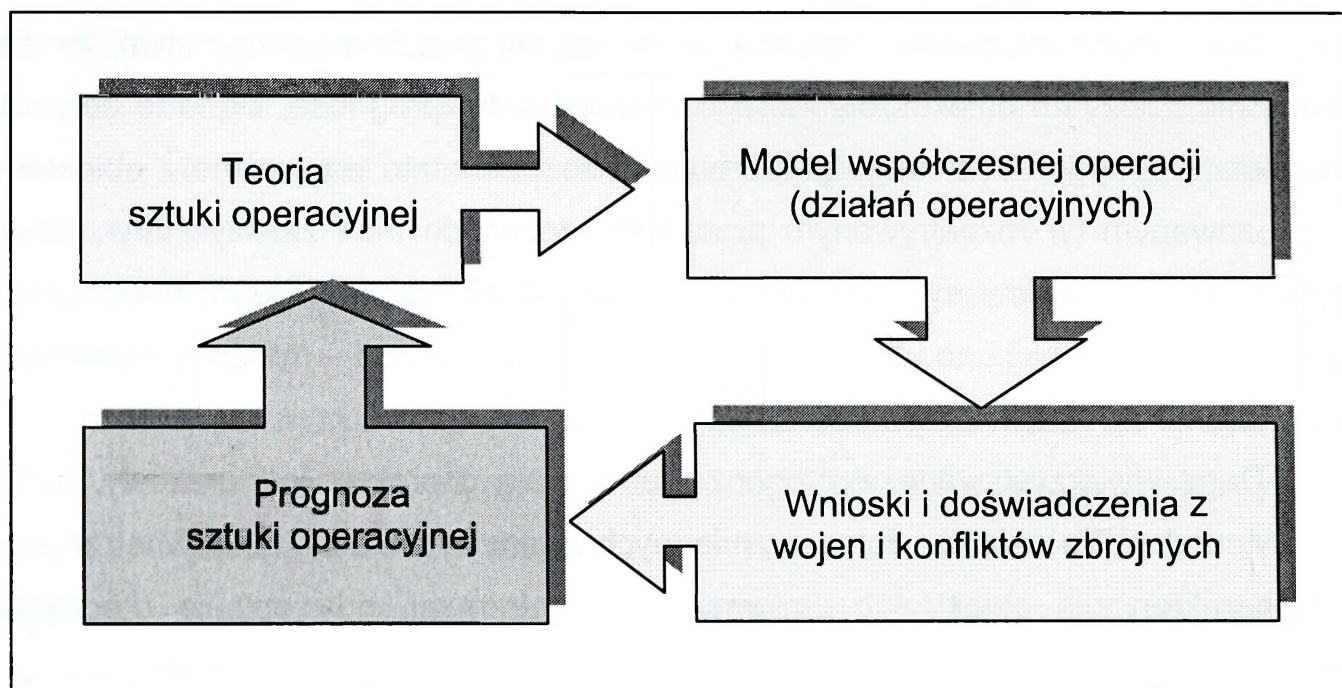 Teoria
sztuki operacyjnej
Model współczesnej operacji
(działań operacyjnych)
Wnioski i doświadczenia z
wojen i konfliktów zbrojnych
Prognoza
sztuki operacyjnej